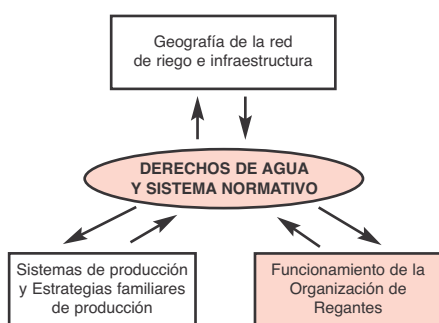 Geografía de la red
de riego e infraestructura
DERECHOS DE AGUA
Y SISTEMA NORMATIVO
Sistemas de producción
y Estrategias familiares
de producción
Funcionamiento de la
Organización de
Regantes